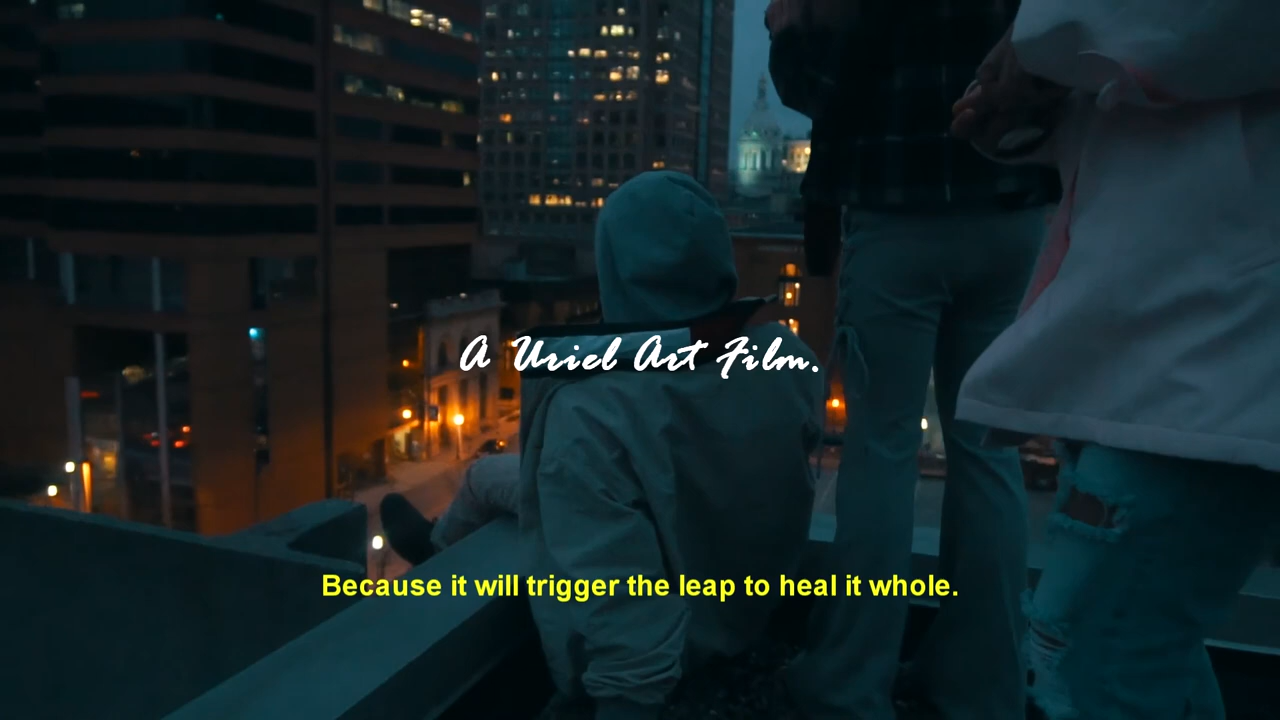 A Uriel Art Film.
Because it will trigger the leap to heal it whole.